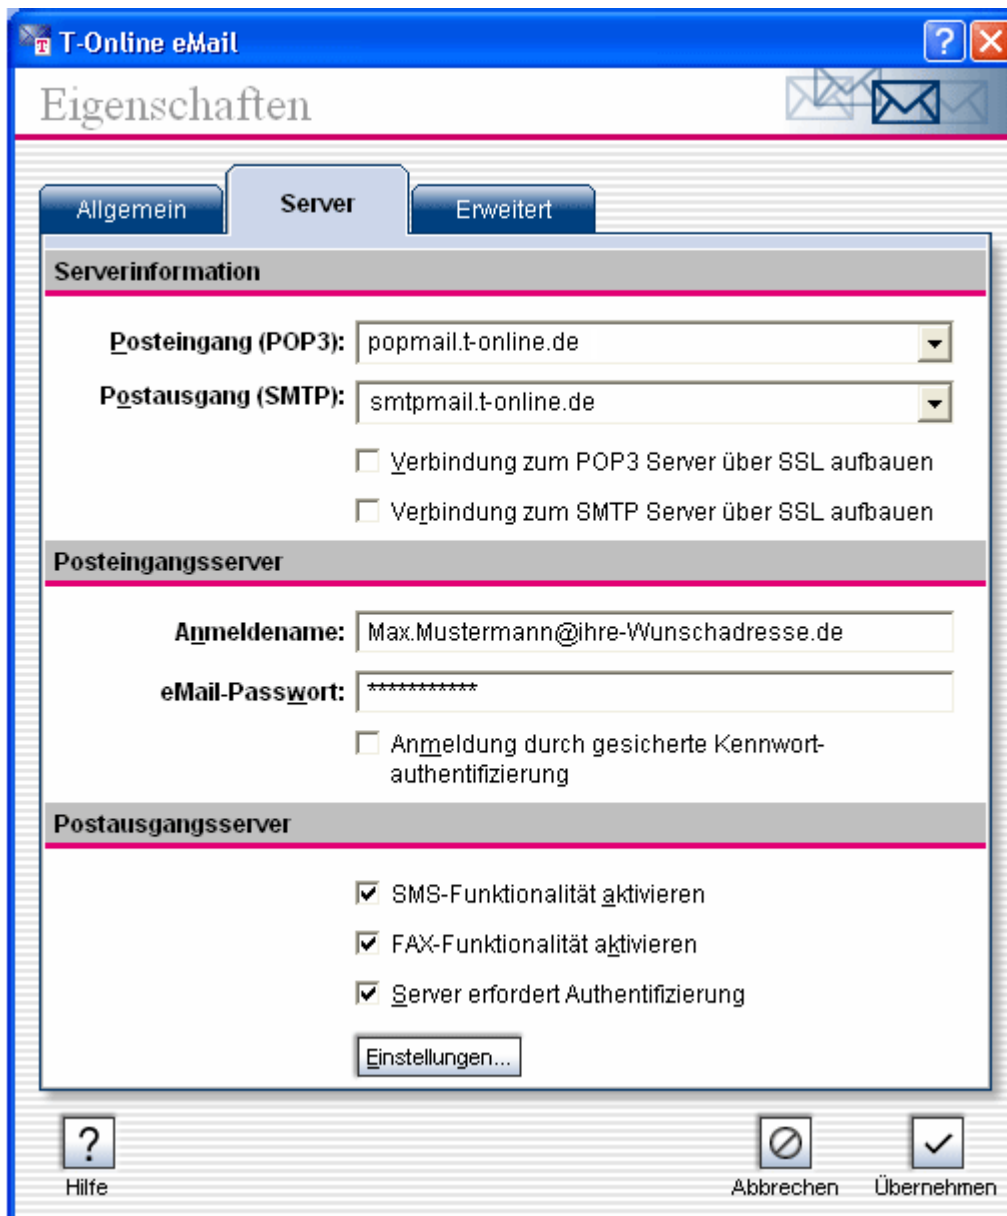 T-Online eMail
Eigenschaften
Allgemein
Server
Erweitert
Serverinformation
Posteingang (POP3): popmail.t-online.de
Postausgang (SMTP): smtpmail.t-online.de
Verbindung zum POP3 Server über SSL aufbauen
Verbindung zum SMTP Server über SSL aufbauen
Posteingangsserver
Anmeldename: Max.Mustermann@ihre-Wunschadresse.de
eMail-Passwort: ***********
Anmeldung durch gesicherte Kennwort-
authentifizierung
Postausgangsserver
SMS-Funktionalität aktivieren
FAX-Funktionalität aktivieren
Server erfordert Authentifizierung
Einstellungen...
Hilfe
Abbrechen
Übernehmen